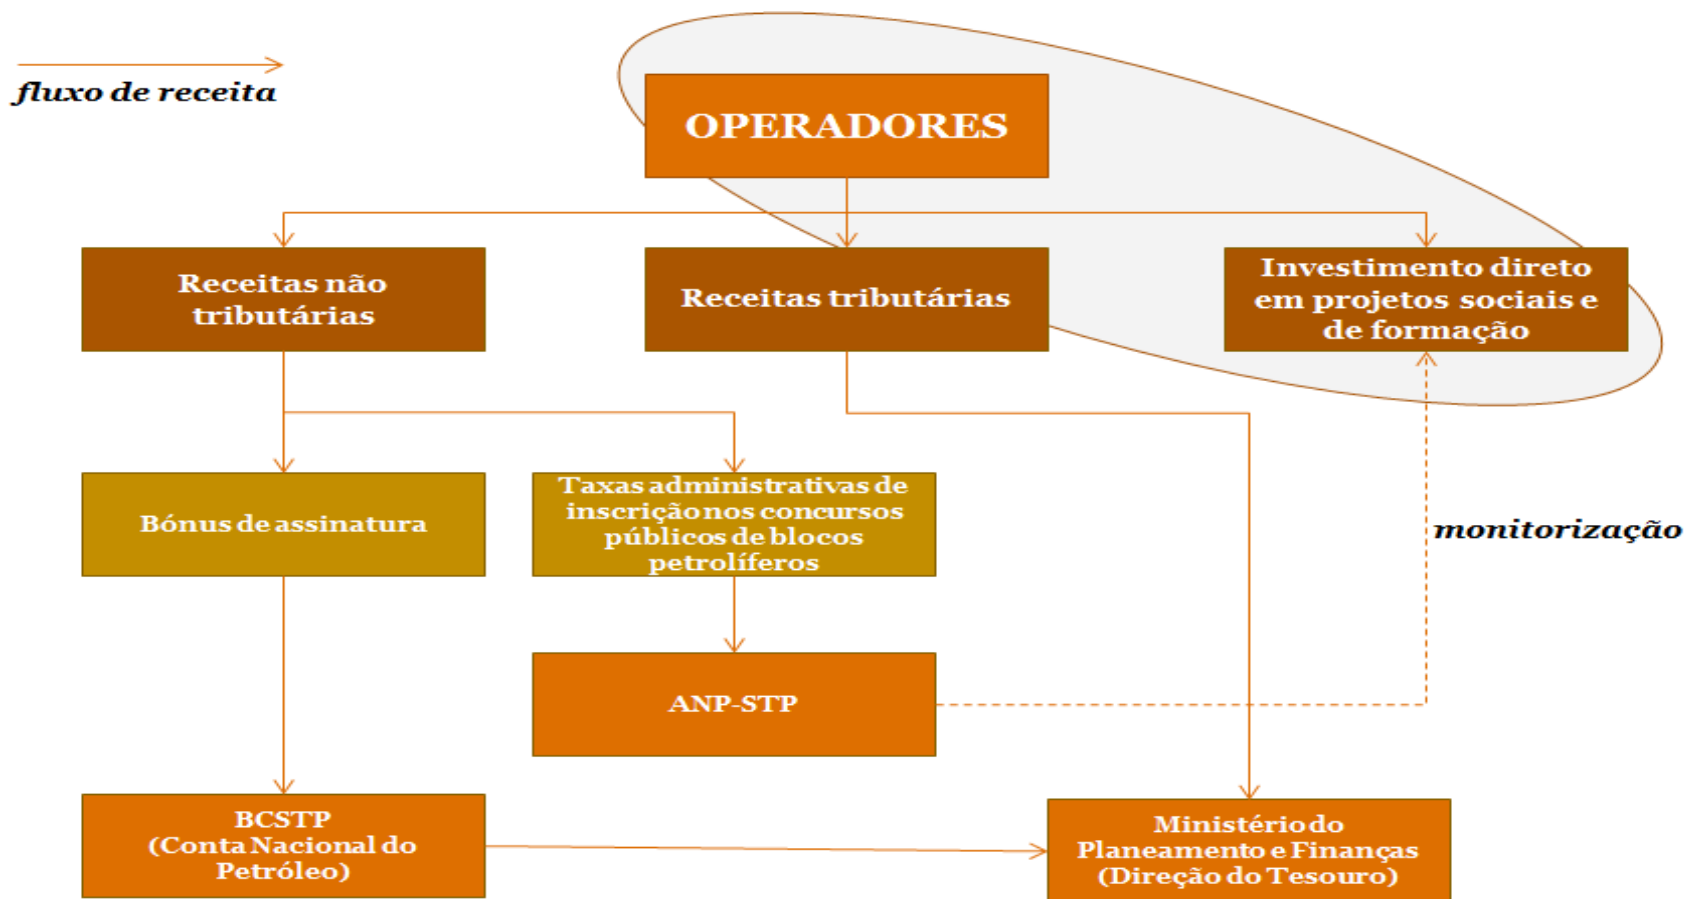 fluxo de receita
OPERADORES
Receitas não
tributárias
Receitas tributárias
Investimento direto
em projetos sociais e
de formação
Bónus de assinatura
Taxas administrativas de
inscrição nos concursos
públicos de blocos
petrolíferos
monitorização
ANP-STP
BCSTP
(Conta Nacional do
Petróleo)
Ministério do
Planeamento e Finanças
(Direção do Tesouro)